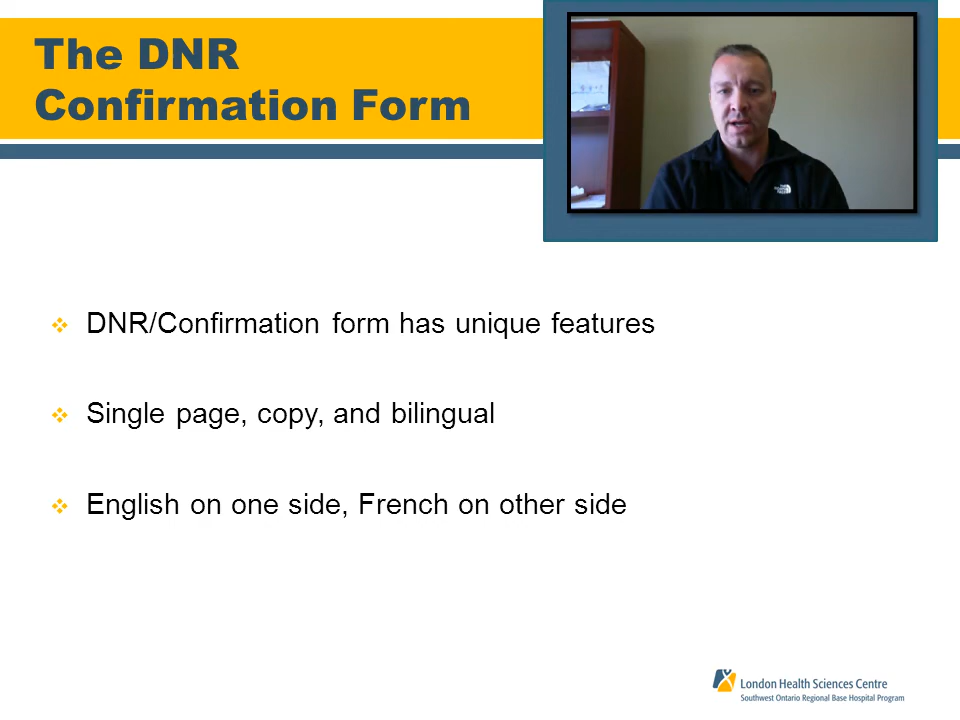 The DNR
Confirmation Form
DNR/Confirmation form has unique features
Single page, copy, and bilingual
English on one side, French on other side
London Health Sciences Centre
Southwest Ontario Regional Base Hospital Program